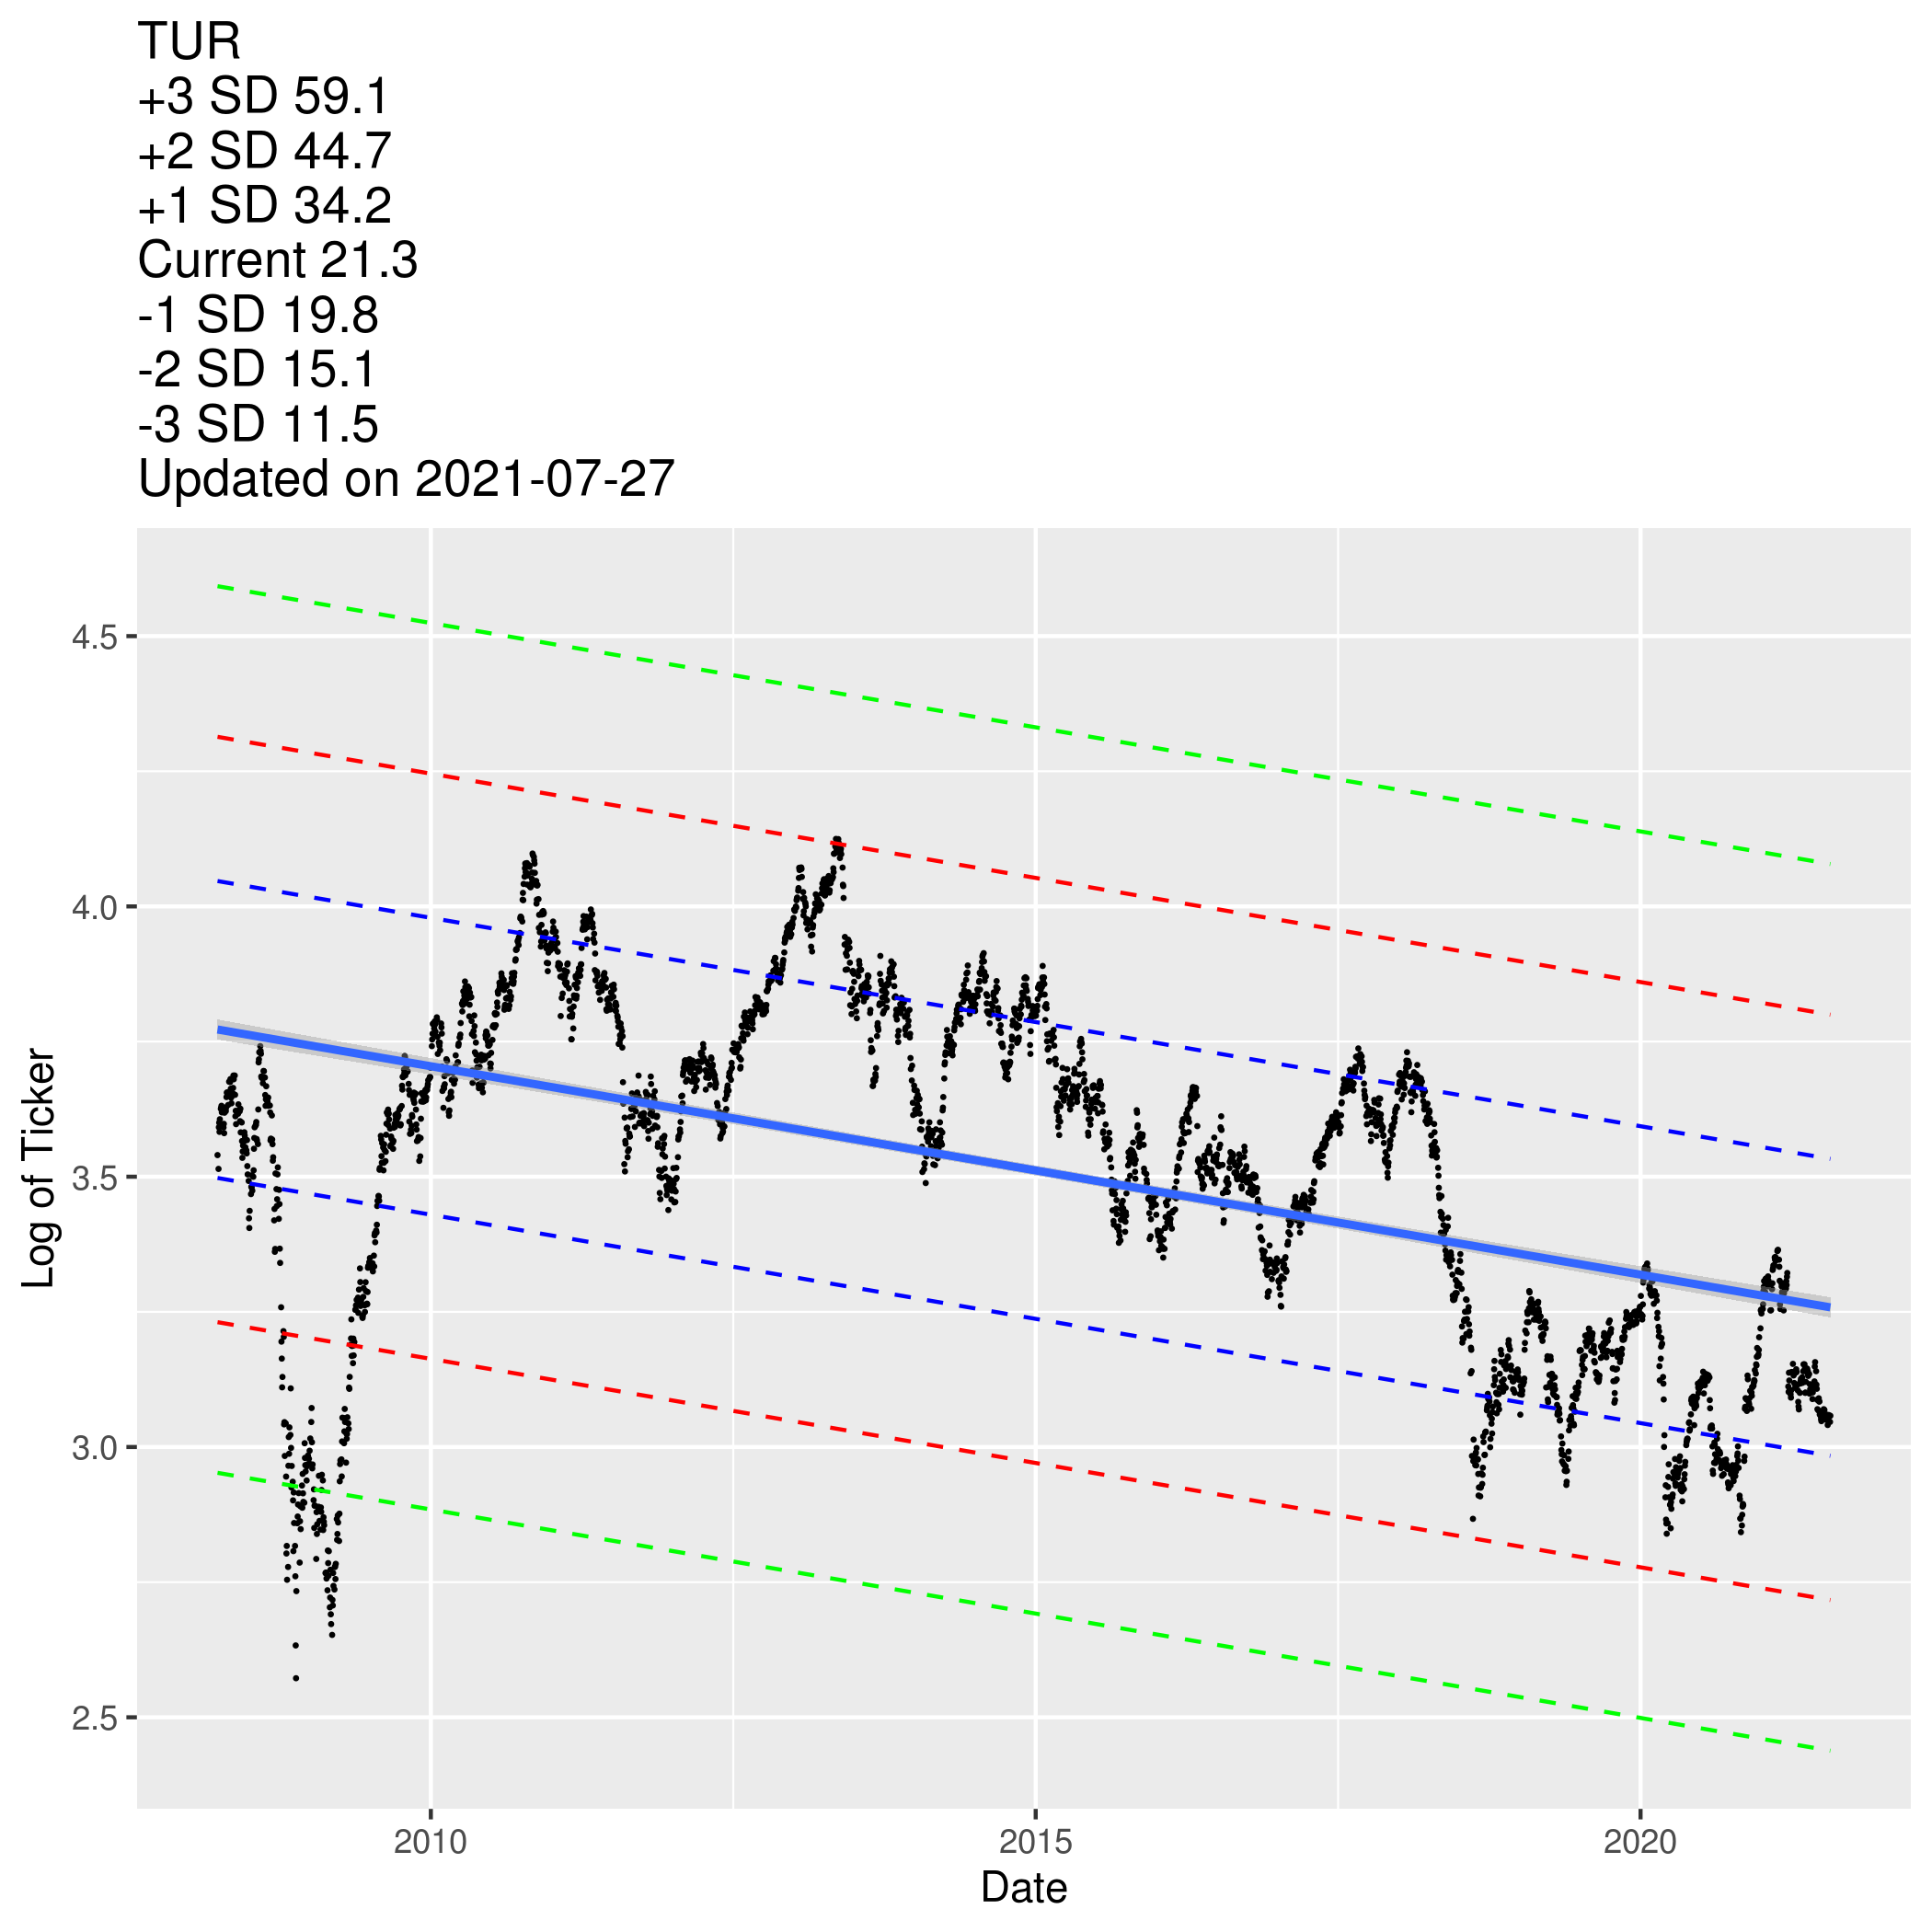 TUR
+3 SD 59.1
+2 SD 44.7
+1 SD 34.2
Current 21.3
-1 SD 19.8
-2 SD 15.1
-3 SD 11.5
Updated on 2021-07-27
4.5
4.0
3.5
3.0
2.5
Log of Ticker
2010
2015
2020
Date